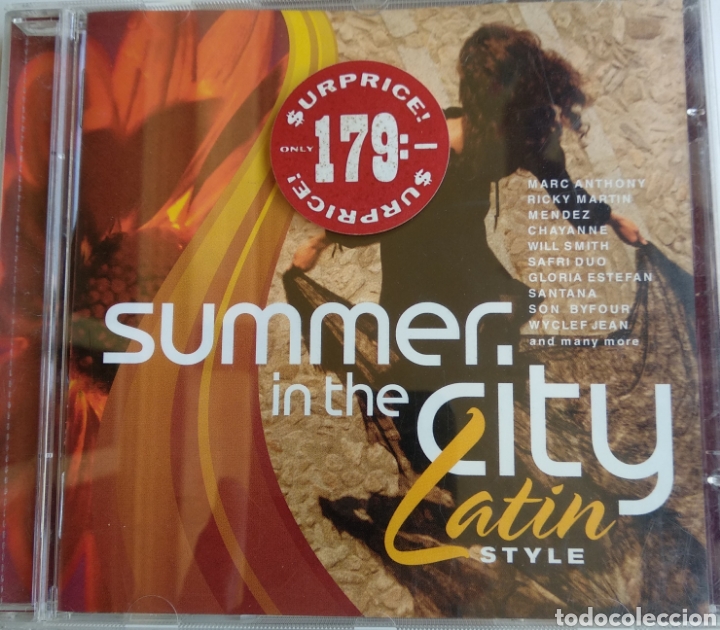 $URPRICE!
ONLY 179:-
$URPRICE!
MARC ANTHONY
RICKY MARTIN
MENDEZ
CHAYANNE
WILL SMITH
SAFRI DUO
GLORIA ESTEFAN
SANTANA
SON BYFOUR
WYCLEF JEAN
and many more
summer
in the city
Latin
STYLE
todocoleccion